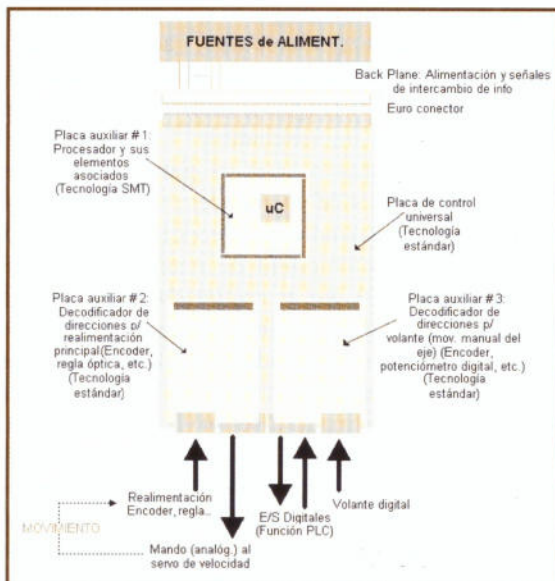 FUENTES de ALIMENT.
Back Plane: Alimentación y señales
de intercambio de info
Euro conector
Placa auxiliar # 1:
Procesador y sus
elementos
asociados
(Tecnología SMT)
uC
Placa de control
universal
(Tecnología
estándar)
Placa auxiliar # 2:
Decodificador de
direcciones p/
realimentación
principal(Encoder,
regla óptica, etc.)
(Tecnología
estándar)
Placa auxiliar # 3:
Decodificador de
direcciones p/
volante (mov. manual del
eje) (Encoder,
potenciómetro digital, etc.)
(Tecnología
estándar)
Realimentación
Encoder, regla...
E/S Digitales
(Función PLC)
Volante digital
MOVIMIENTO
Mando (analóg.) al
servo de velocidad